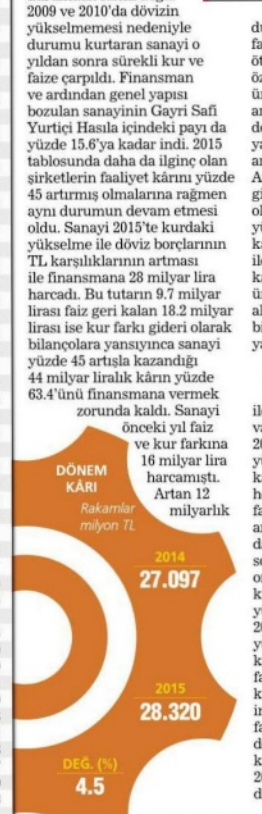 2009 ve 2010'da dövizin
yükselmemesi nedeniyle
durumu kurtaran sanayi o
yıldan sonra sürekli kur ve
faize çarpıldı. Finansman
ve ardından genel yapısı
bozulan sanayinin Gayri Safi
Yurtiçi Hasıla içindeki payı da
yüzde 15.6'ya kadar indi. 2015
tablosunda daha da ilginç olan
şirketlerin faaliyet kârını yüzde
45 artırmış olmalarına rağmen
aynı durumun devam etmesi
oldu. Sanayi 2015'te kurdaki
yükselme ile döviz borçlarının
TL karşılıklarının artması
ile finansmana 28 milyar lira
harcadı. Bu tutarın 9.7 milyar
lirası faiz geri kalan 18.2 milyar
lirası ise kur farkı gideri olarak
bilançolara yansıyınca sanayi
yüzde 45 artışla kazandığı
44 milyar liralık kârın yüzde
63.4'ünü finansmana vermek
zorunda kaldı. Sanayi
önceki yıl faiz
ve kur farkına
16 milyar lira
harcamıştı.
Artan 12
milyarlık
DÖNEM
KÂRI
Rakamlar
milyon TL
2014
27.097
2015
28.320
DEĞ. (%)
4.5